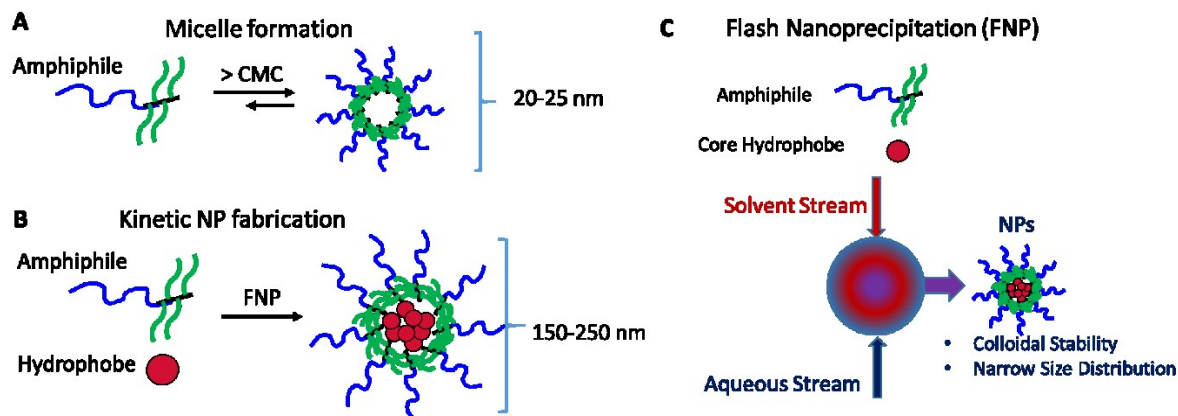 A
Micelle formation
Amphiphile
> CMC
20-25 nm
B
Kinetic NP fabrication
Amphiphile
FNP
Hydrophobe
150-250 nm
C
Flash Nanoprecipitation (FNP)
Amphiphile
Core Hydrophobe
Solvent Stream
NPs
• Colloidal Stability
• Narrow Size Distribution
Aqueous Stream